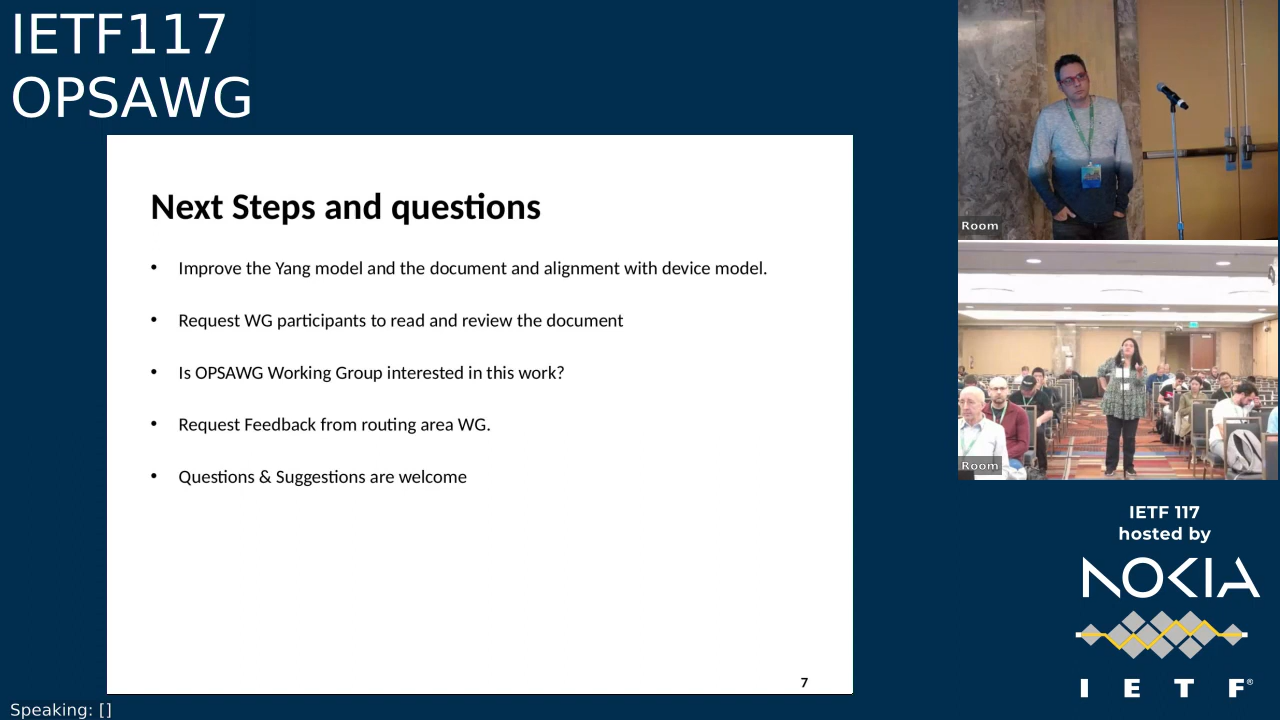 IETF117
OPSAWG
Next Steps and questions
• Improve the Yang model and the document and alignment with device model.
• Request WG participants to read and review the document
• Is OPSAWG Working Group interested in this work?
• Request Feedback from routing area WG.
• Questions & Suggestions are welcome
7
Speaking: []
Room
Room
IETF 117
hosted by
NOKIA
I E T F®